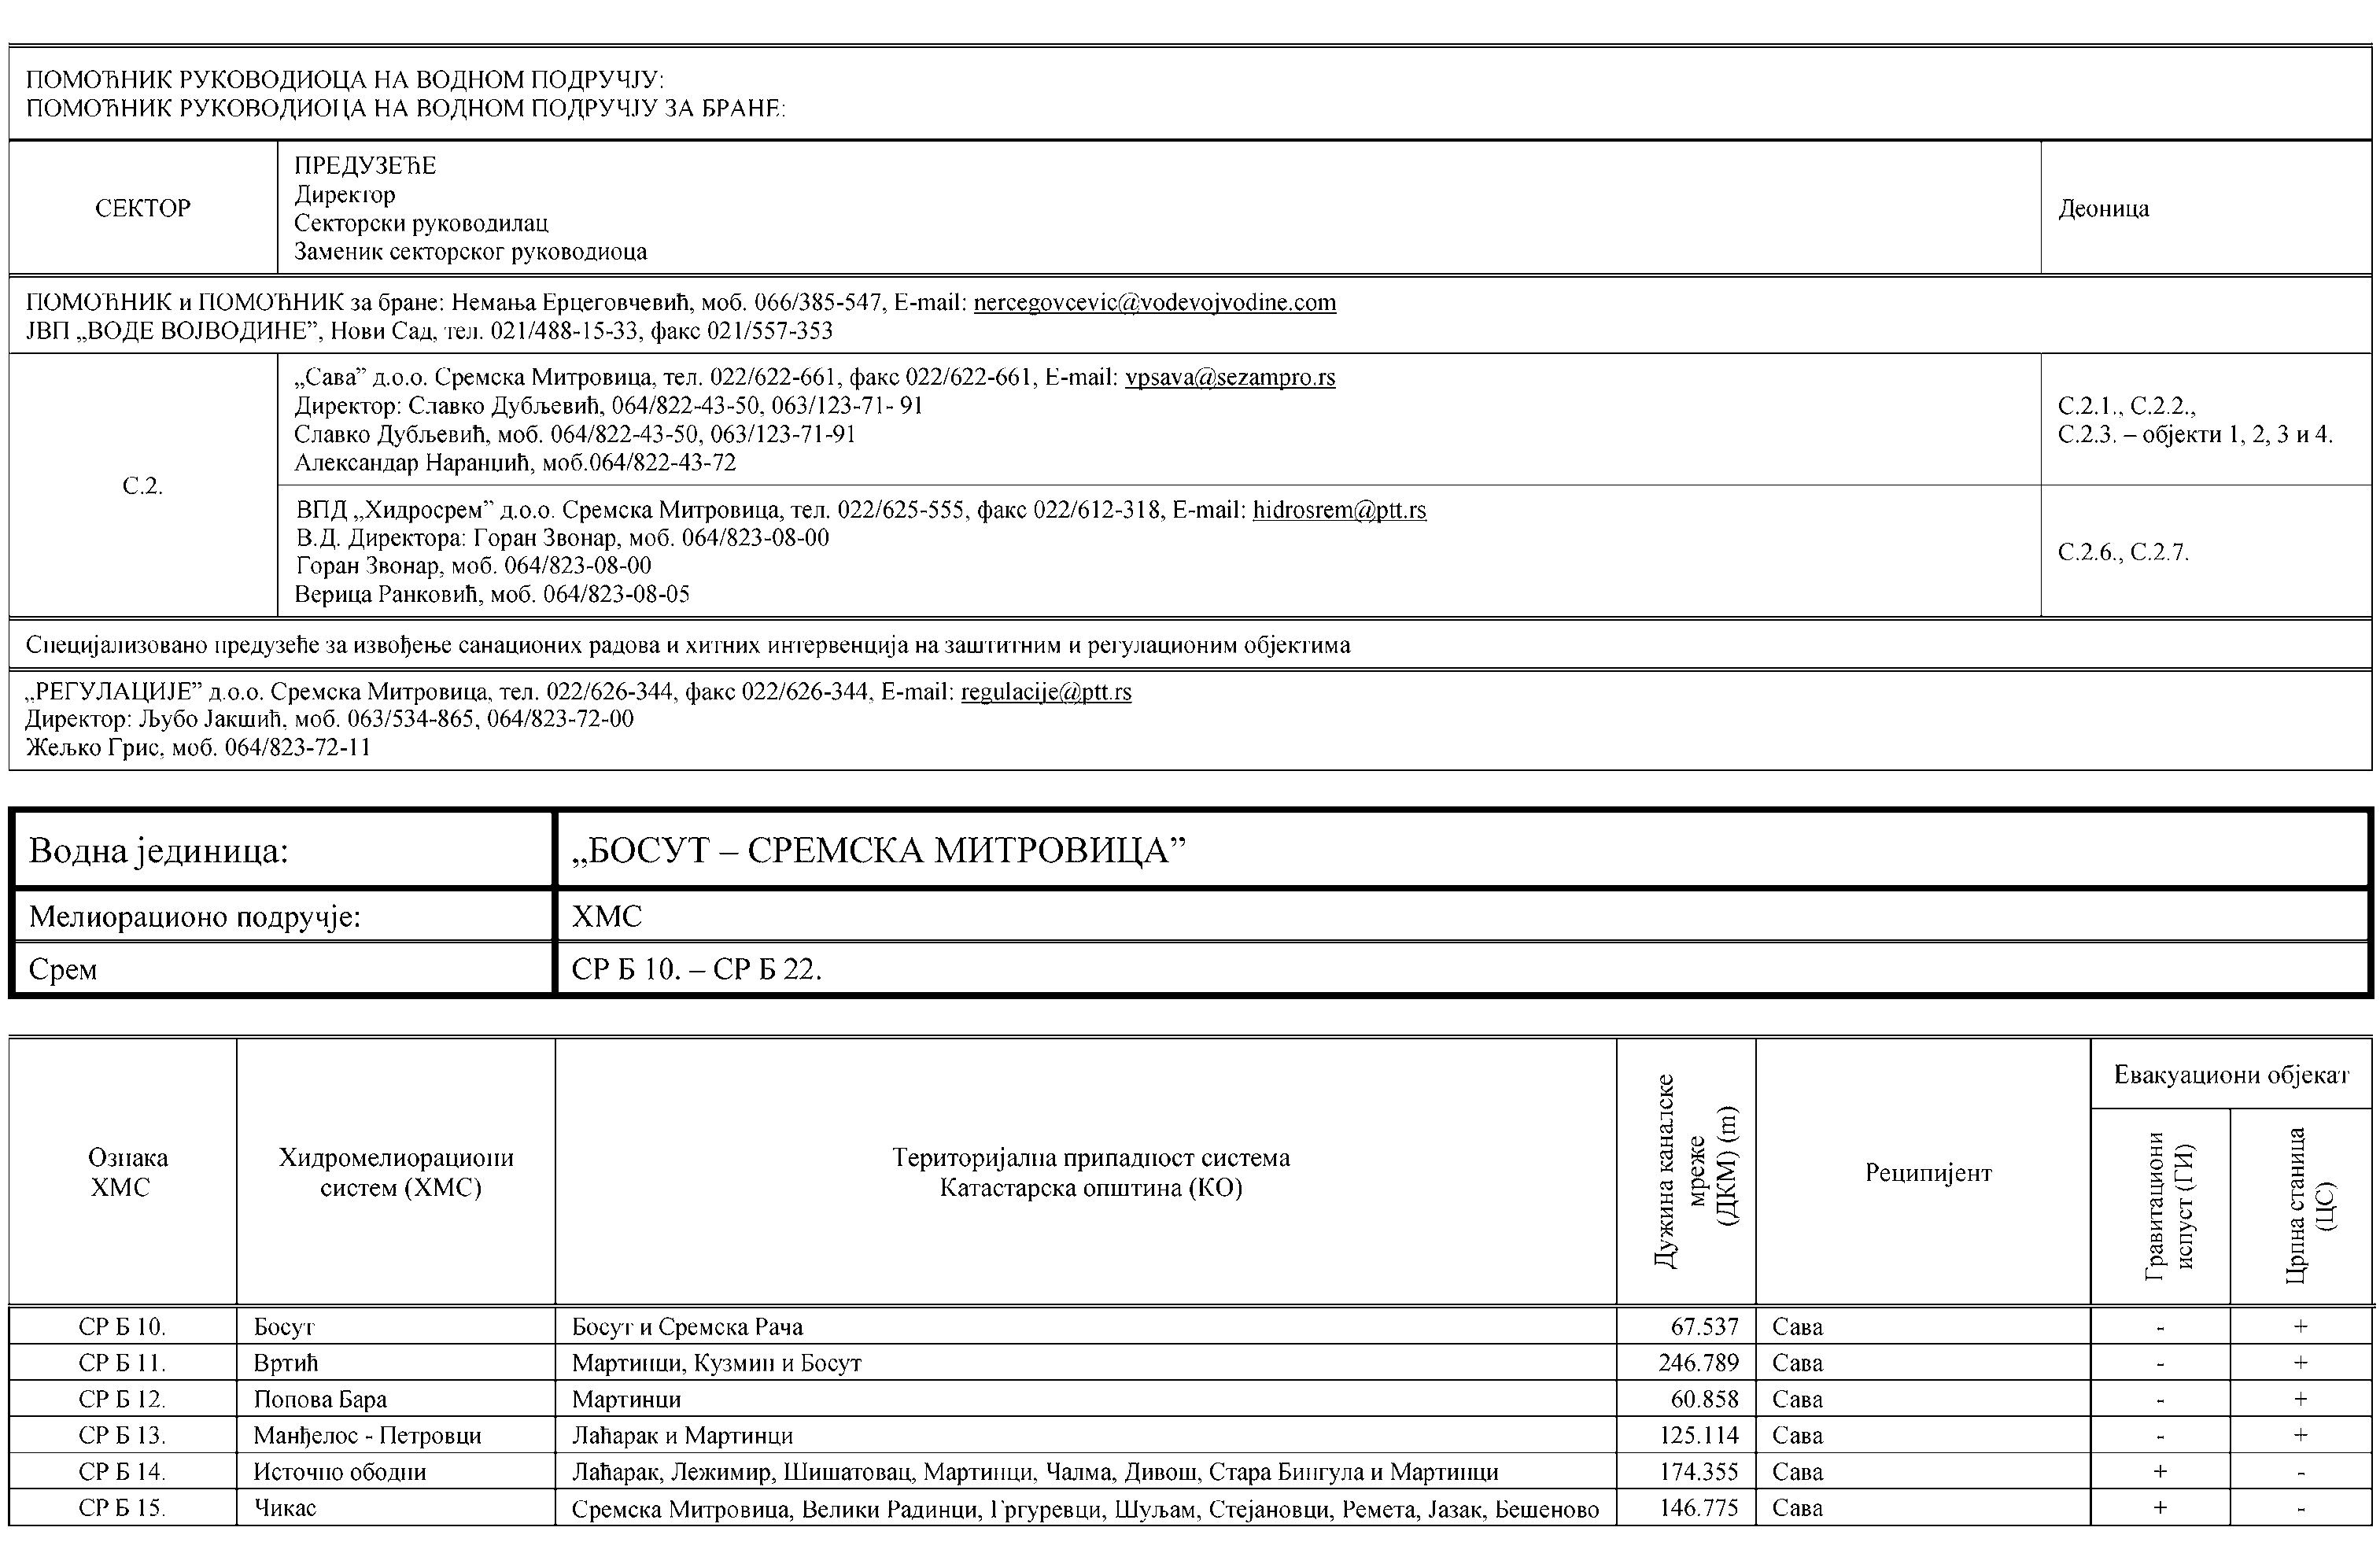 ПОМОЋНИК РУКОВОДИОЦА НА ВОДНОМ ПОДРУЧЈУ:
ПОМОЋНИК РУКОВОДИОЦА НА ВОДНОМ ПОДРУЧЈУ ЗА БРАНЕ:
СЕКТОР
ПРЕДУЗЕЋЕ
Директор
Секторски руководилац
Заменик секторског руководиоца
Деоница
ПОМОЋНИК и ПОМОЋНИК за бране: Немања Ерцеговчевић, моб. 066/385-547, E-mail: nercegovcevic@vodevojvodine.com
ЈВП „ВОДЕ ВОЈВОДИНЕ”, Нови Сад, тел. 021/488-15-33, факс 021/557-353
С.2.
„Сава” д.о.о. Сремска Митровица, тел. 022/622-661, факс 022/622-661, E-mail: vpsava@sezampro.rs
Директор: Славко Дубљевић, 064/822-43-50, 063/123-71- 91
Славко Дубљевић, моб. 064/822-43-50, 063/123-71-91
Александар Наранџић, моб.064/822-43-72
С.2.1., С.2.2.,
С.2.3. – објекти 1, 2, 3 и 4.
ВПД „Хидросрем” д.о.о. Сремска Митровица, тел. 022/625-555, факс 022/612-318, E-mail: hidrosrem@ptt.rs
В.Д. Директора: Горан Звонар, моб. 064/823-08-00
Горан Звонар, моб. 064/823-08-00
Верица Ранковић, моб. 064/823-08-05
С.2.6., С.2.7.
Специјализовано предузеће за извођење санационих радова и хитних интервенција на заштитним и регулационим објектима
„РЕГУЛАЦИЈЕ” д.о.о. Сремска Митровица, тел. 022/626-344, факс 022/626-344, E-mail: regulacije@ptt.rs
Директор: Љубо Јакшић, моб. 063/534-865, 064/823-72-00
Жељко Грис, моб. 064/823-72-11
Водна јединица: „БОСУТ – СРЕМСКА МИТРОВИЦА”
Мелиорационо подручје: ХМС
Срем СР Б 10. – СР Б 22.
Ознака
ХМС
Хидромелиорациони
систем (ХМС)
Територијална припадност система
Катастарска општина (КО)
Дужина каналске
мреже
(ДКМ) (m)
Реципијент
Евакуациони објекат
Гравитациони
испуст (ГИ)
Црпна станица
(ЦС)
СР Б 10. Босут Босут и Сремска Рача 67.537 Сава - +
СР Б 11. Вртић Мартинци, Кузмин и Босут 246.789 Сава - +
СР Б 12. Попова Бара Мартинци 60.858 Сава - +
СР Б 13. Манђелос - Петровци Лаћарак и Мартинци 125.114 Сава - +
СР Б 14. Источно ободни Лаћарак, Лежимир, Шишатовац, Мартинци, Чалма, Дивош, Стара Бингула и Мартинци 174.355 Сава + -
СР Б 15. Чикас Сремска Митровица, Велики Радинци, Гргуревци, Шуљам, Стејановци, Ремета, Јазак, Бешеново 146.775 Сава + -